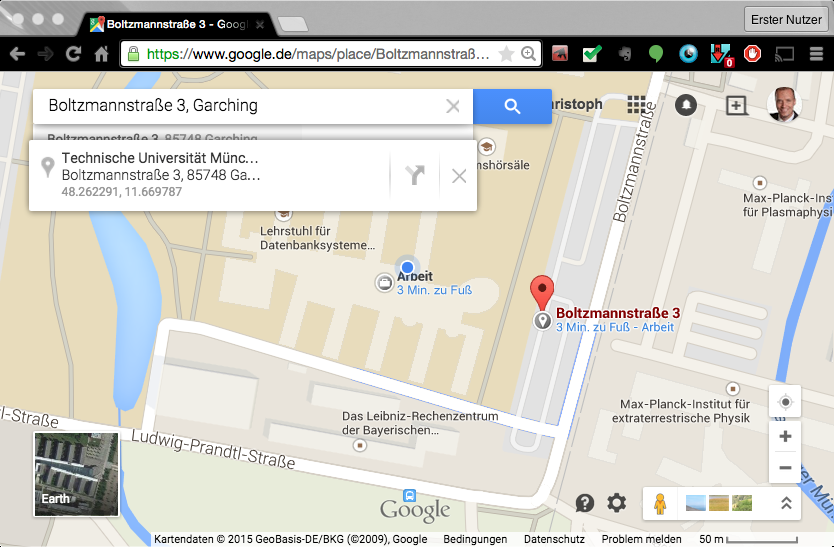 Boltzmannstraße 3 - Googl
Erster Nutzer
https://www.google.de/maps/place/Boltzmannstraß…
0
Boltzmannstraße 3, Garching
hristoph
Boltzmannstraße 3, 85748 Garching
Technische Universität Münc…
Boltzmannstraße 3, 85748 Ga…
48.262291, 11.669787
nshörsäle
Boltzmannstraße
Max-Planck-Inst
für Plasmaphysi
Lehrstuhl für
Datenbanksysteme…
Arbeit
3 Min. zu Fuß
Boltzmannstraße 3
3 Min. zu Fuß - Arbeit
Max-Planck-Institut für
extraterrestrische Physik
Das Leibniz-Rechenzentrum
der Bayerischen…
dtl-Straße
Ludwig-Prandtl-Straße
Earth
Google
Kartendaten © 2015 GeoBasis-DE/BKG (©2009), Google Bedingungen Datenschutz Problem melden 50 m